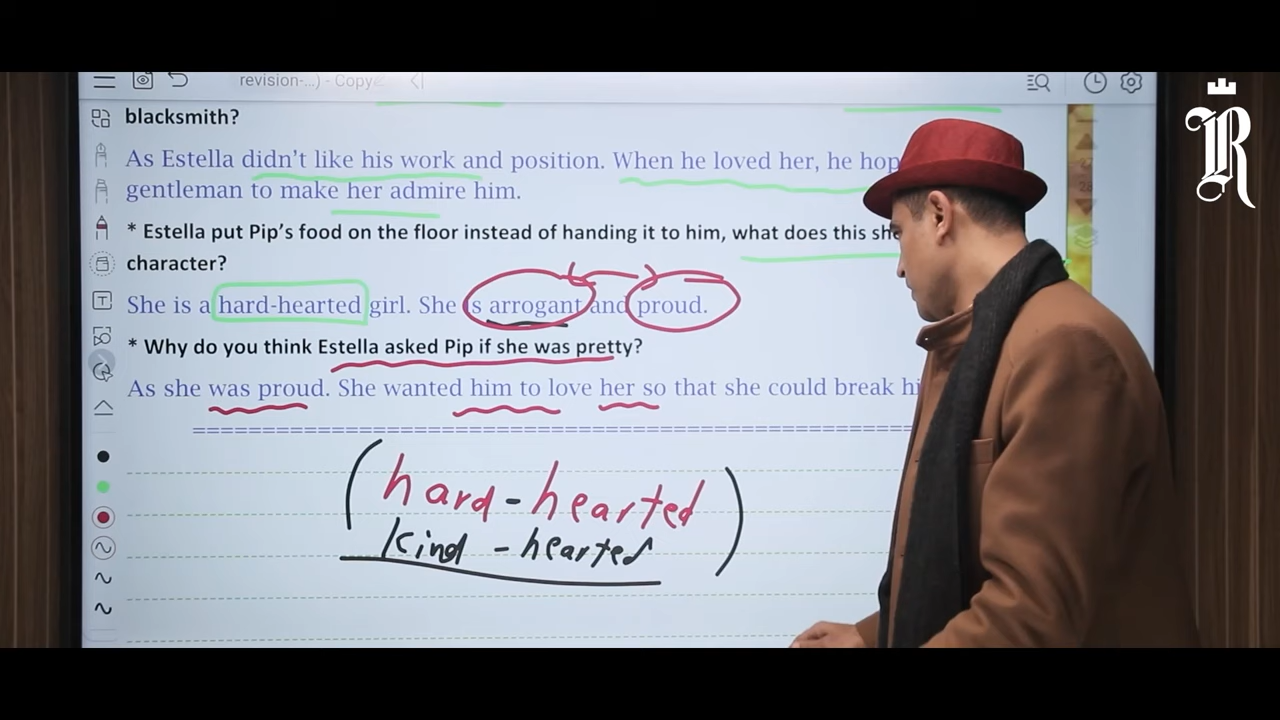 revision-...) - Copy
blacksmith?
As Estella didn't like his work and position. When he loved her, he
gentleman to make her admire him.
* Estella put Pip's food on the floor instead of handing it to him, what does this
character?
She is a hard-hearted girl. She is arrogant and proud.
* Why do you think Estella asked Pip if she was pretty?
As she was proud. She wanted him to love her so that she could break
hard-hearted
kind-hearted
R